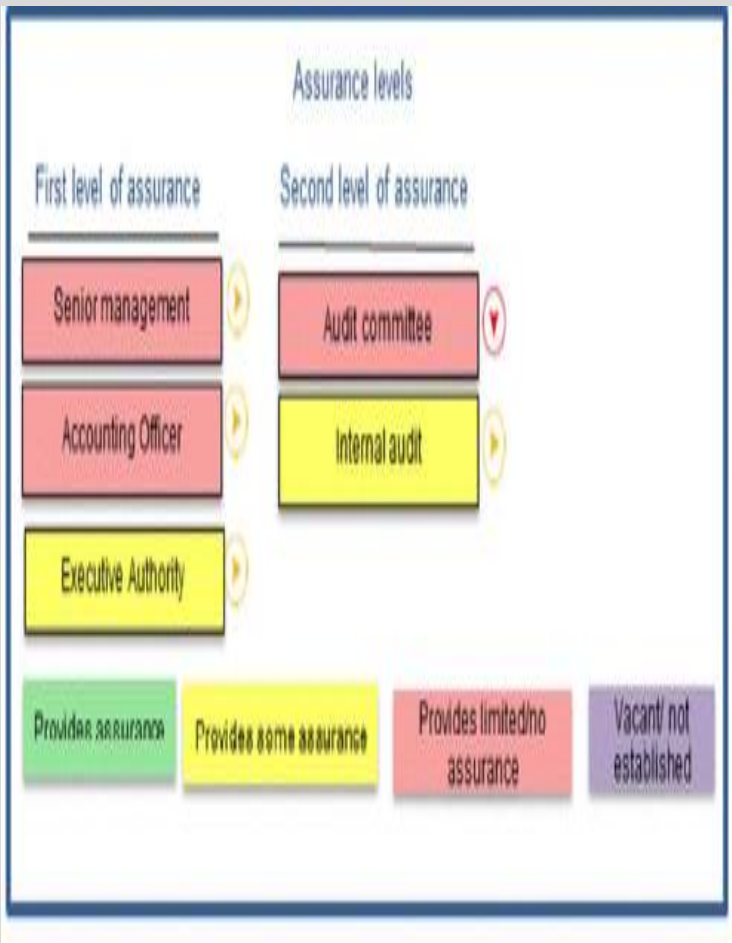 Assurance levels
First level of assurance
Second level of assurance
Senior management
Audit committee
Accounting Officer
Internal audit
Executive Authority
Provides assurance
Provides some assurance
Provides limited/no
assurance
Vacant/ not
established